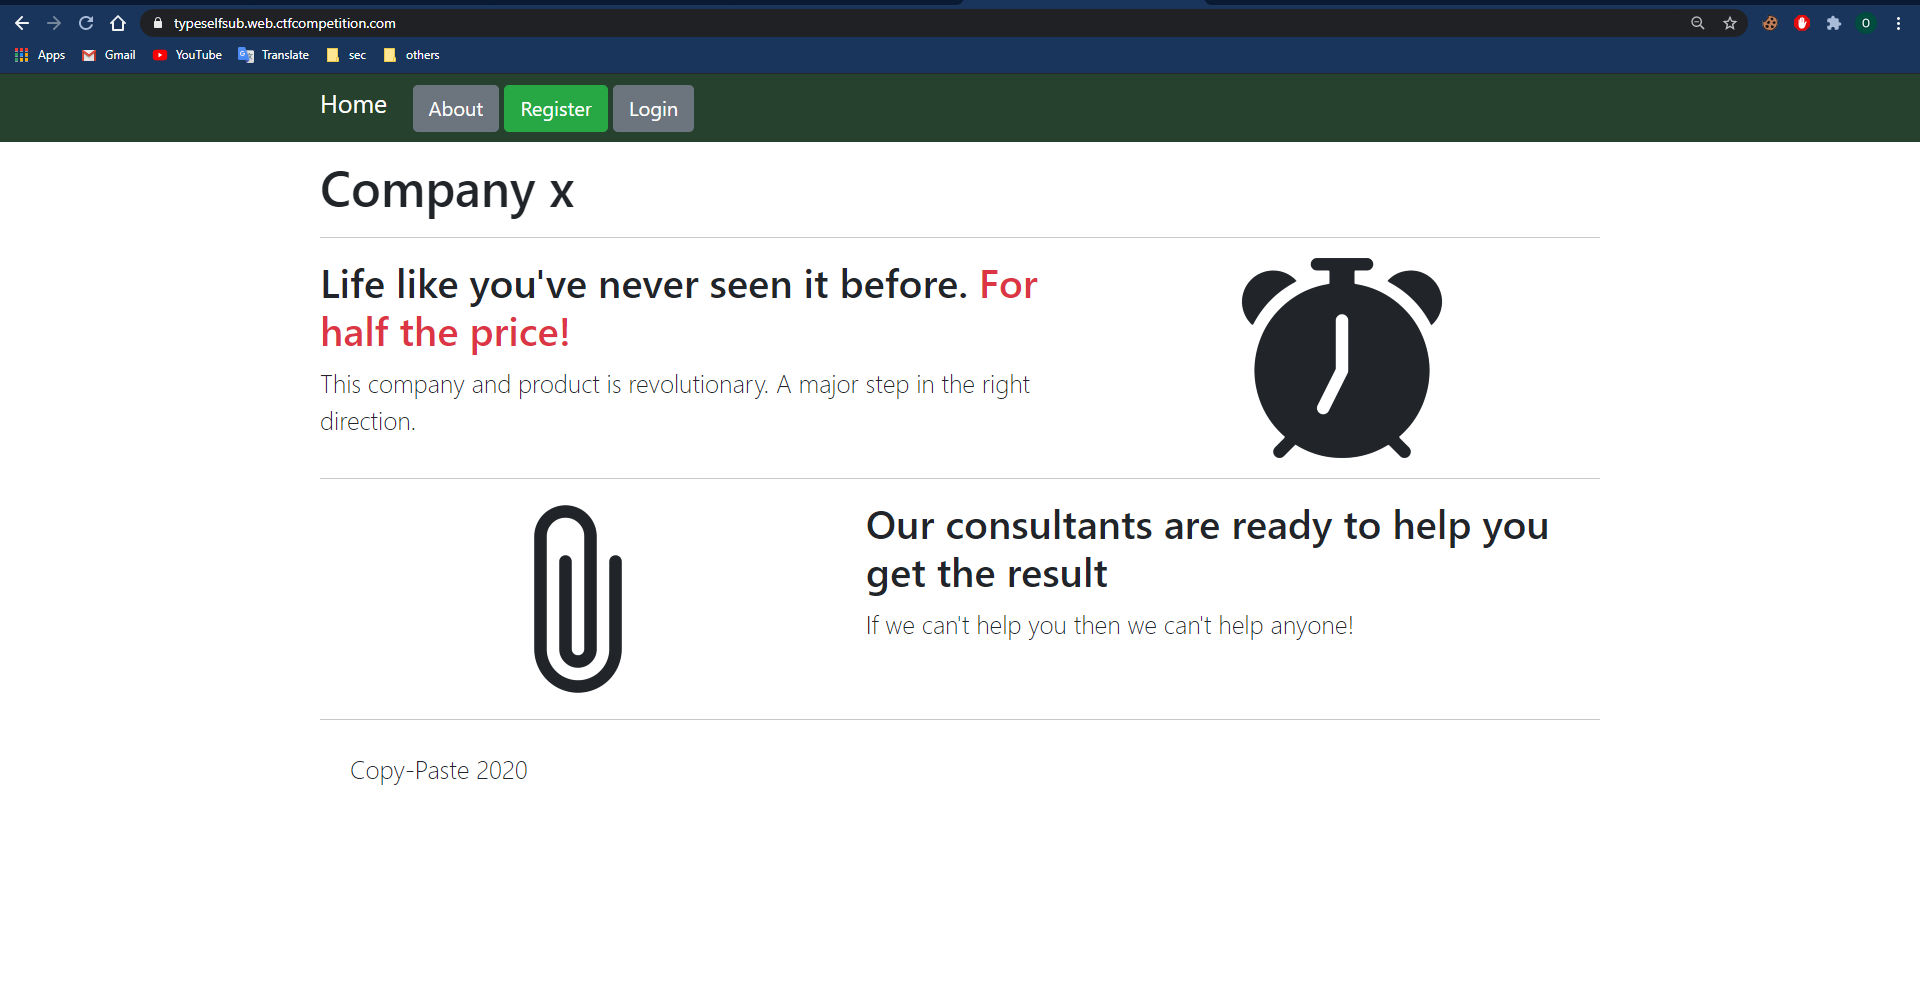 typeselfsub.web.ctfcompetition.com
O
Apps Gmail YouTube Translate sec others
Home About Register Login
Company x
Life like you've never seen it before. For
half the price!
This company and product is revolutionary. A major step in the right
direction.
Our consultants are ready to help you
get the result
If we can't help you then we can't help anyone!
Copy-Paste 2020